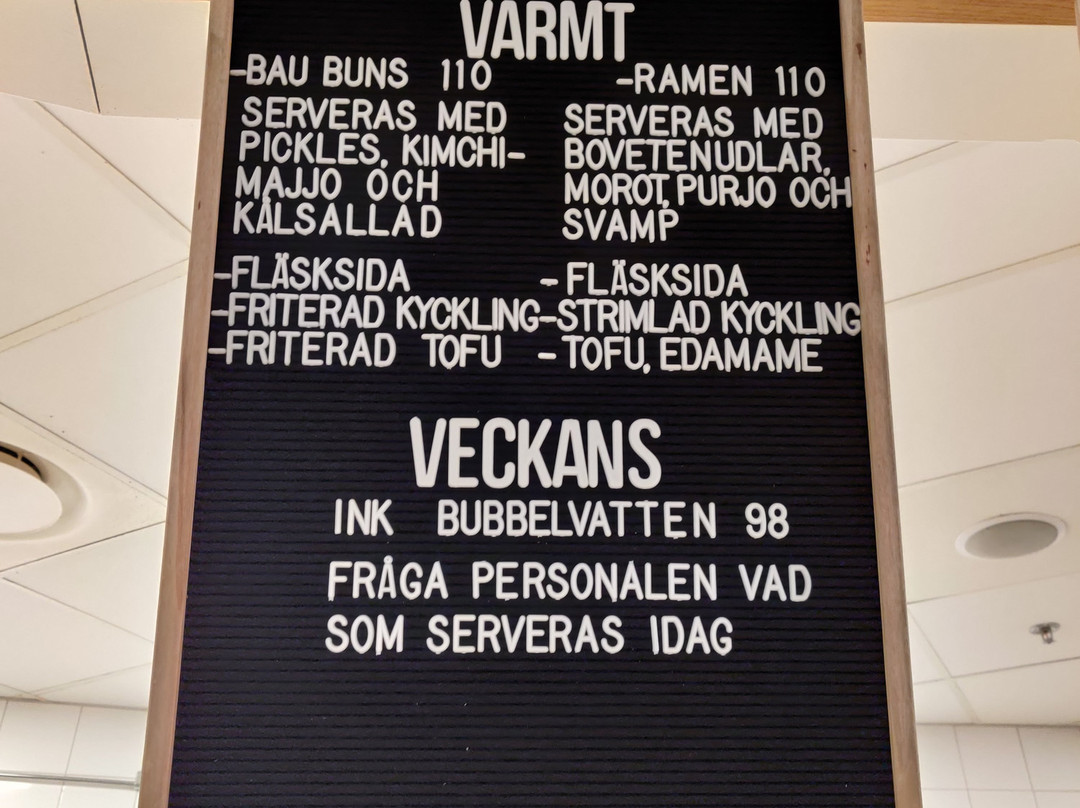 VARMT
-BAU BUNS 110
SERVERAS MED
PICKLES, KIMCHI-
MAJJO OCH
KÅLSALLAD
-FLÄSKSIDA
-FRITERAD KYCKLING
-FRITERAD TOFU
-RAMEN 110
SERVERAS MED
BOVETENUDLAR,
MOROT, PURJO OCH
SVAMP
- FLÄSKSIDA
-STRIMLAD KYCKLING
- TOFU, EDAMAME
VECKANS
INK BUBBELVATTEN 98
FRÅGA PERSONALEN VAD
SOM SERVERAS IDAG